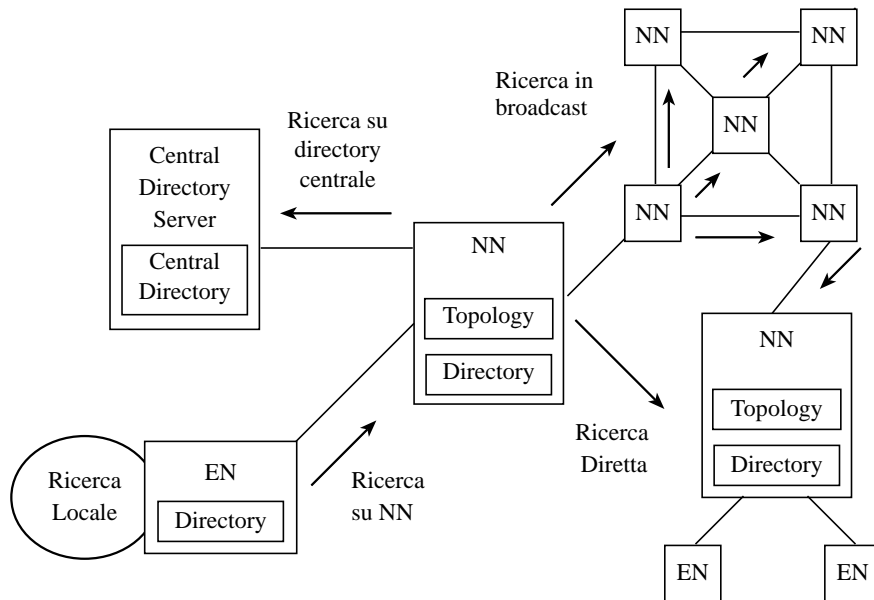 NN
NN
Ricerca in
broadcast
NN
Ricerca su
directory
centrale
Central
Directory
Server
Central
Directory
NN
NN
NN
Topology
Directory
NN
Topology
Directory
Ricerca
Diretta
Ricerca
Locale
EN
Directory
Ricerca
su NN
EN
EN